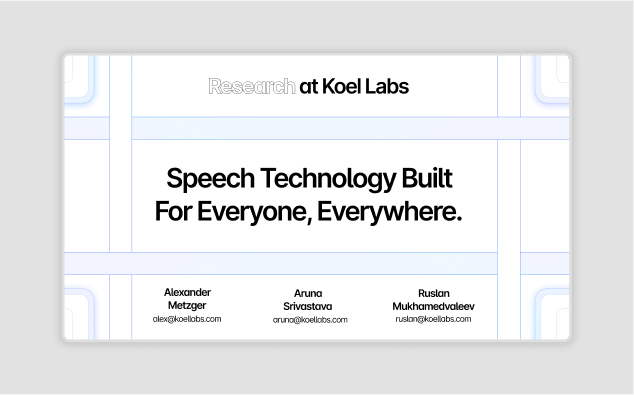 Research at Koel Labs
Speech Technology Built
For Everyone, Everywhere.
Alexander
Metzger
alex@koellabs.com
Aruna
Srivastava
aruna@koellabs.com
Ruslan
Mukhamedvaleev
ruslan@koellabs.com